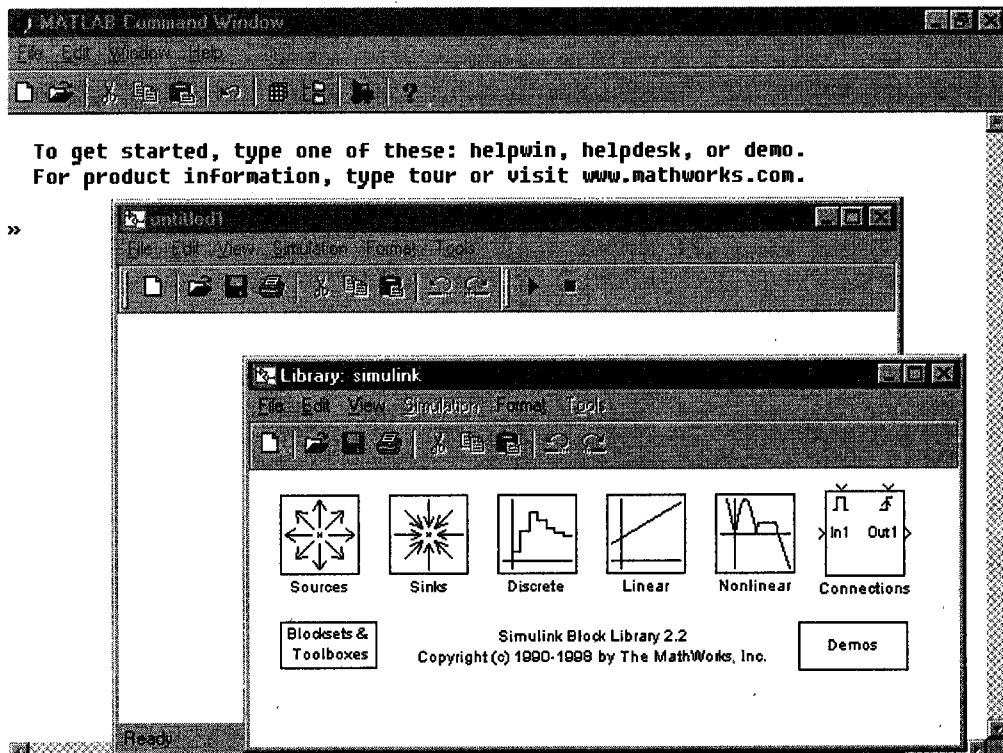 MATLAB Command Window
File Edit Window Help
?
To get started, type one of these: helpwin, helpdesk, or demo.
For product information, type tour or visit www.mathworks.com.
»
untitled1
File Edit View Simulation Format Tools
Library: simulink
File Edit View Simulation Format Tools
In1 Out1
Sources Sinks Discrete Linear Nonlinear Connections
Blocksets &
Toolboxes
Simulink Block Library 2.2
Copyright (c) 1990-1998 by The MathWorks, Inc.
Demos
Ready